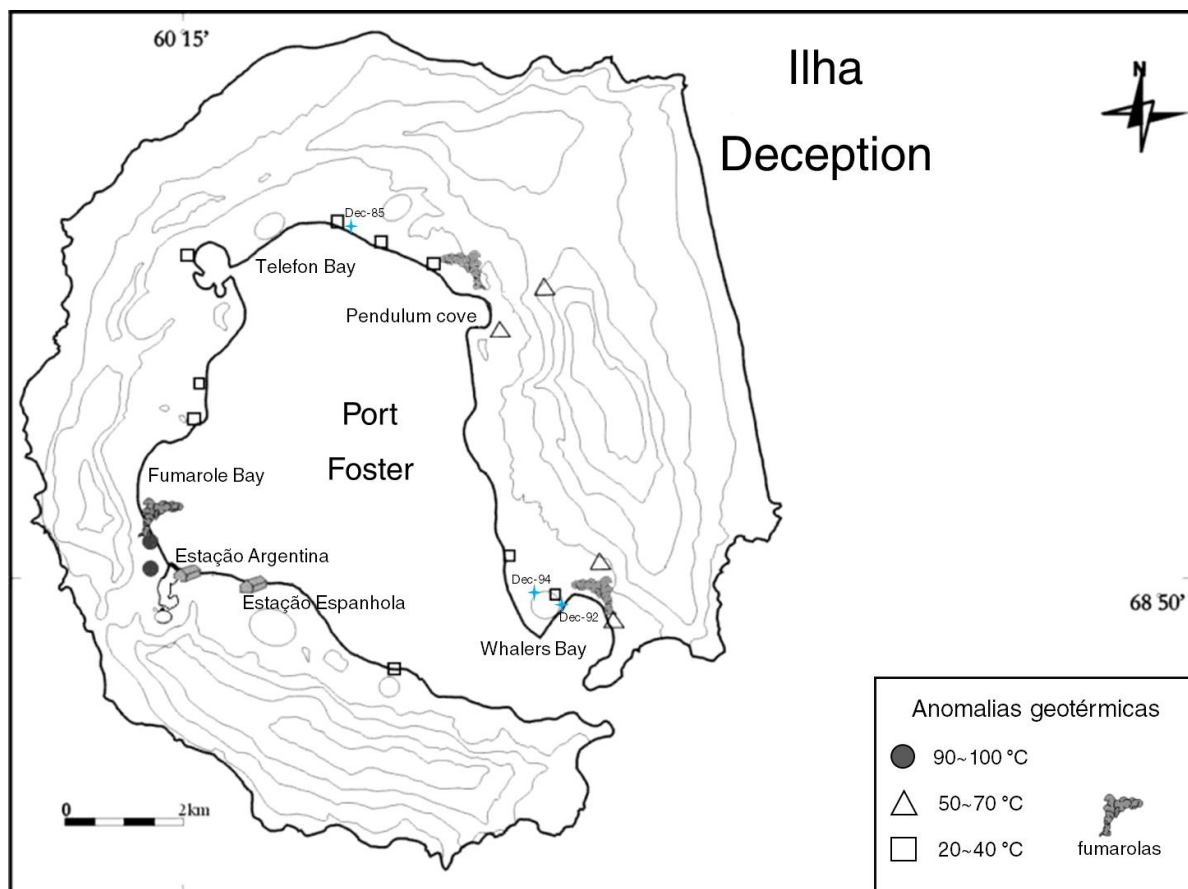 60 15'
Ilha
Deception
N
Dec-85
Telefon Bay
Pendulum cove
Port
Foster
Fumarole Bay
Estação Argentina
Estação Espanhola
Dec-94
Dec-92
Whalers Bay
68 50'
0 2km
Anomalias geotérmicas
90~100 °C
50~70 °C
20~40 °C
fumarolas